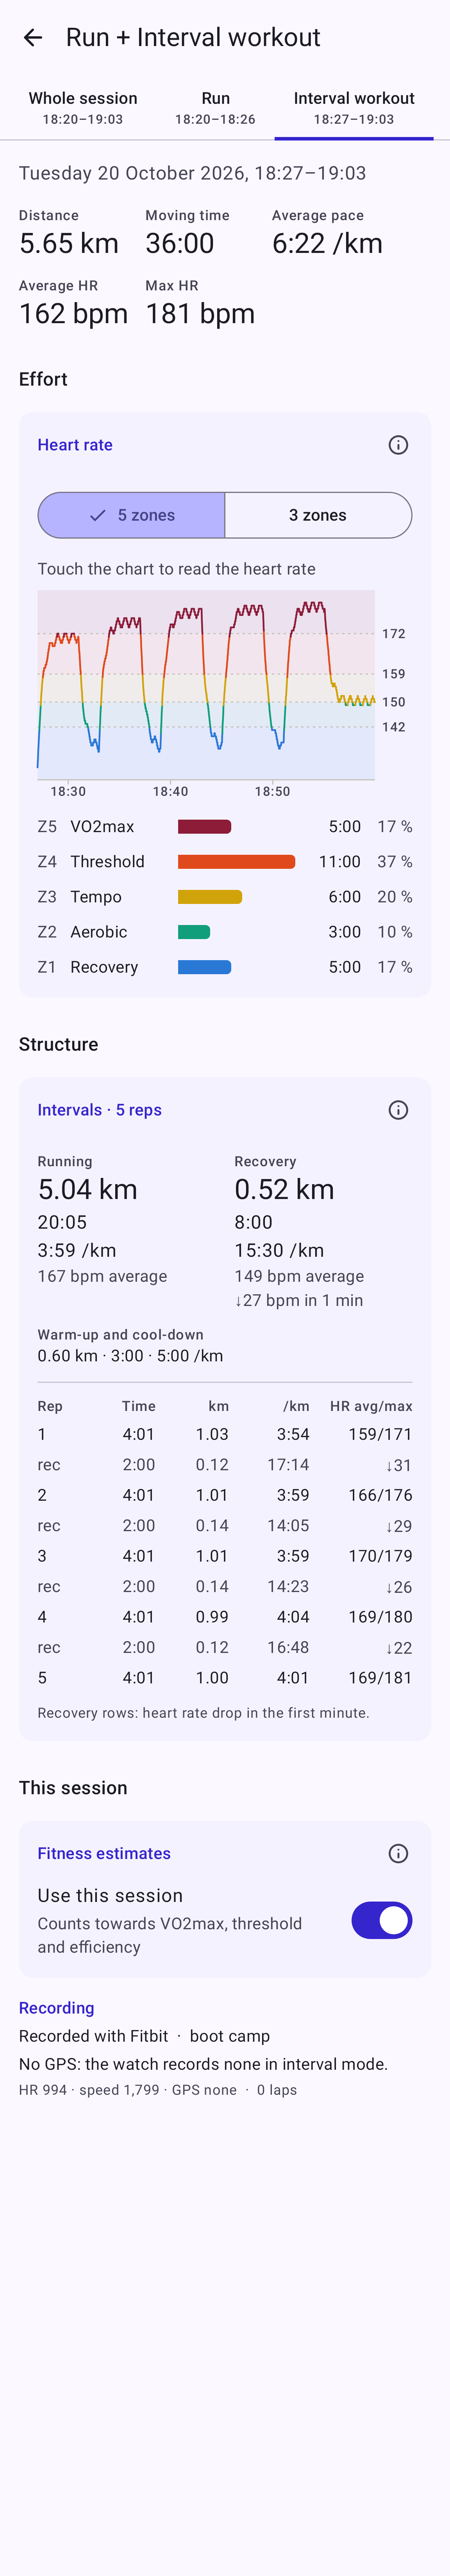 Run + Interval workout
Whole session Run Interval workout
18:20–19:03 18:20–18:26 18:27–19:03
Tuesday 20 October 2026, 18:27–19:03
Distance Moving time Average pace
5.65 km 36:00 6:22 /km
Average HR Max HR
162 bpm 181 bpm
Effort
Heart rate
5 zones 3 zones
Touch the chart to read the heart rate
172
159
150
142
18:30 18:40 18:50
Z5 VO2max 5:00 17 %
Z4 Threshold 11:00 37 %
Z3 Tempo 6:00 20 %
Z2 Aerobic 3:00 10 %
Z1 Recovery 5:00 17 %
Structure
Intervals · 5 reps
Running Recovery
5.04 km 0.52 km
20:05 8:00
3:59 /km 15:30 /km
167 bpm average 149 bpm average
↓27 bpm in 1 min
Warm-up and cool-down
0.60 km · 3:00 · 5:00 /km
Rep Time km /km HR avg/max
1 4:01 1.03 3:54 159/171
rec 2:00 0.12 17:14 ↓31
2 4:01 1.01 3:59 166/176
rec 2:00 0.14 14:05 ↓29
3 4:01 1.01 3:59 170/179
rec 2:00 0.14 14:23 ↓26
4 4:01 0.99 4:04 169/180
rec 2:00 0.12 16:48 ↓22
5 4:01 1.00 4:01 169/181
Recovery rows: heart rate drop in the first minute.
This session
Fitness estimates
Use this session
Counts towards VO2max, threshold
and efficiency
Recording
Recorded with Fitbit · boot camp
No GPS: the watch records none in interval mode.
HR 994 · speed 1,799 · GPS none · 0 laps